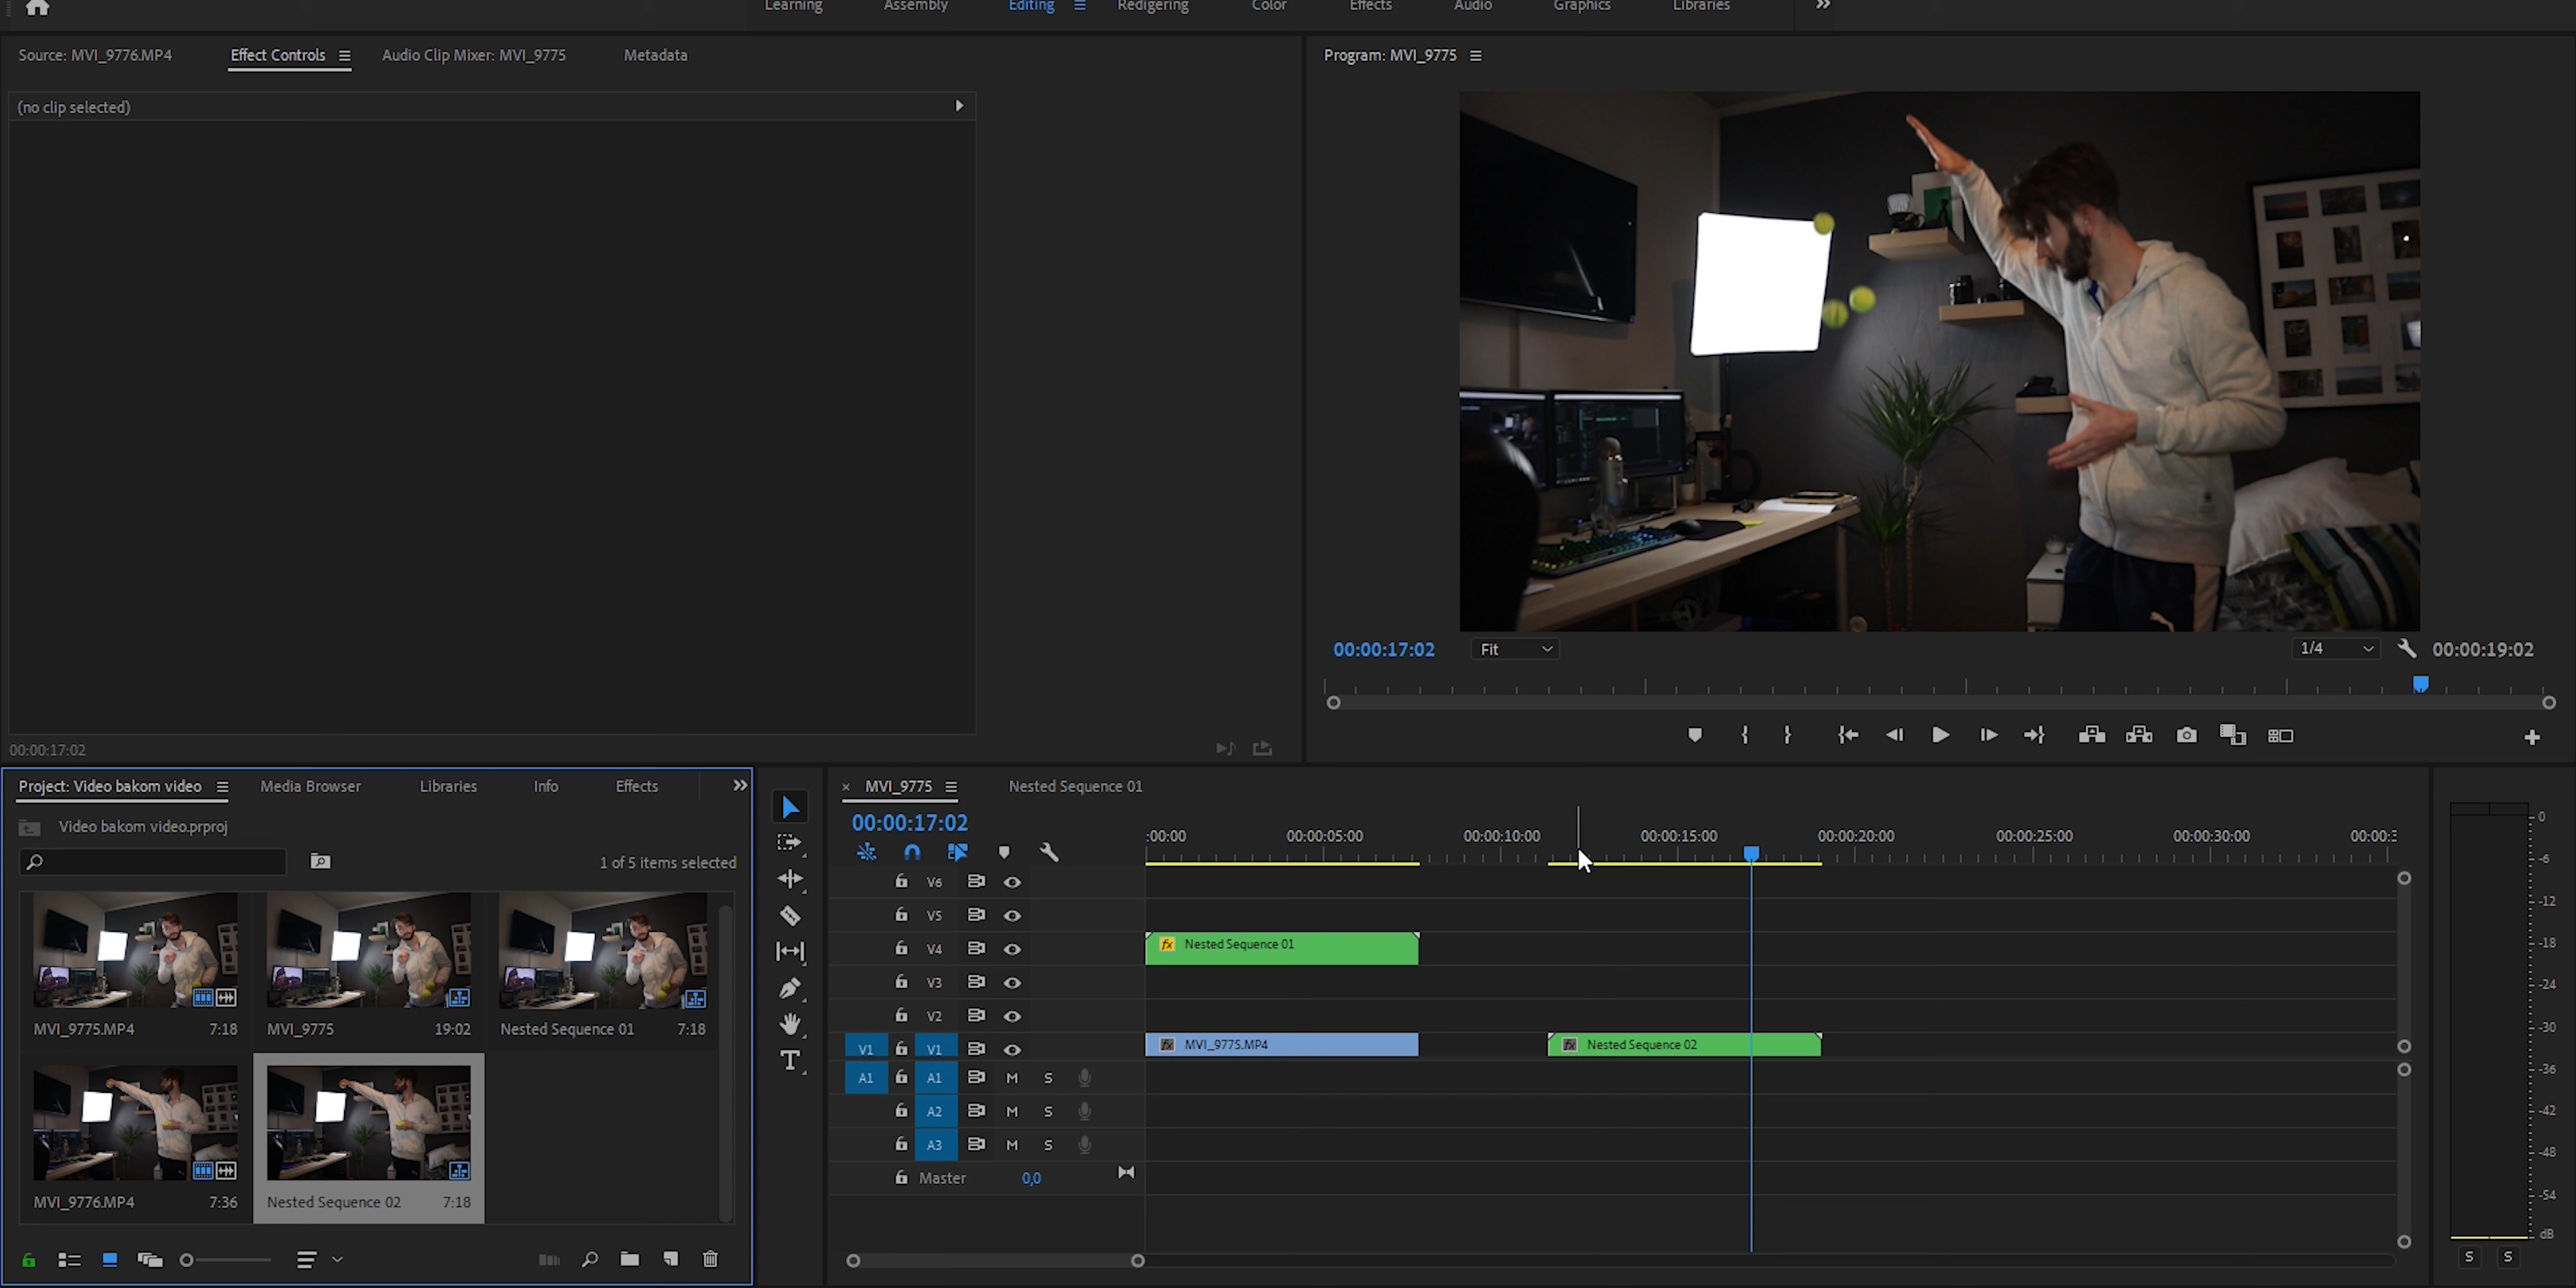 Learning Assembly Editing Redigering Color Effects Audio Graphics Libraries
Source: MVI_9776.MP4 Effect Controls Audio Clip Mixer: MVI_9775 Metadata
Program: MVI_9775
(no clip selected)
00:00:17:02 Fit 1/4 00:00:19:02
00:00:17:02
Project: Video bakom video Media Browser Libraries Info Effects
MVI_9775 Nested Sequence 01
Video bakom video.prproj
00:00:17:02
1 of 5 items selected
:00:00 00:00:05:00 00:00:10:00 00:00:15:00 00:00:20:00 00:00:25:00 00:00:30:00 00:00:3
V6
V5
V4 fx Nested Sequence 01
V3
V2
V1 V1 fx MVI_9775.MP4 fx Nested Sequence 02
A1 A1 M S
A2 M S
A3 M S
Master 0,0
MVI_9775.MP4 7:18 MVI_9775 19:02 Nested Sequence 01 7:18
MVI_9776.MP4 7:36 Nested Sequence 02 7:18
0
-6
-12
-18
-24
-30
-36
-42
-48
-54
dB
S S